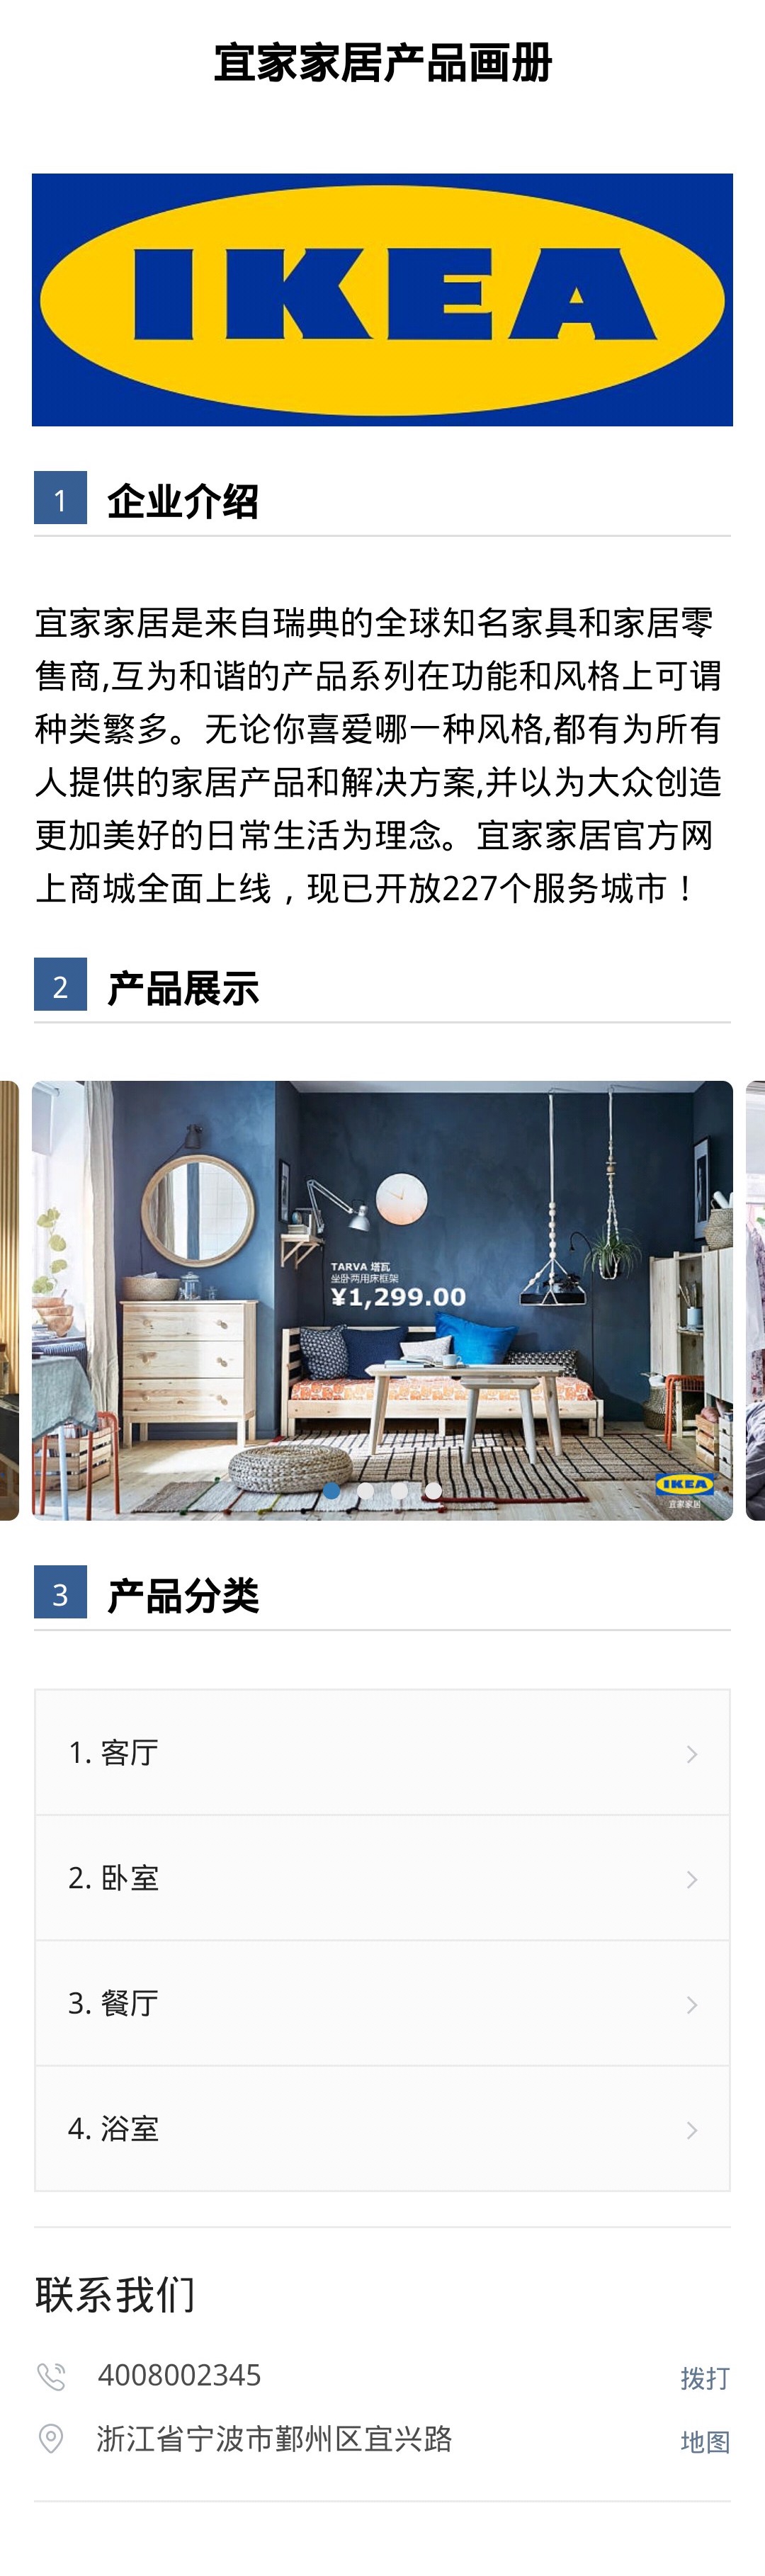 宜家家居产品画册
IKEA
1 企业介绍
宜家家居是来自瑞典的全球知名家具和家居零
售商,互为和谐的产品系列在功能和风格上可谓
种类繁多。无论你喜爱哪一种风格,都有为所有
人提供的家居产品和解决方案,并以为大众创造
更加美好的日常生活为理念。宜家家居官方网
上商城全面上线，现已开放227个服务城市！
2 产品展示
TARVA 塔瓦
坐卧两用床框架
¥1,299.00
IKEA
宜家家居
3 产品分类
1. 客厅
2. 卧室
3. 餐厅
4. 浴室
联系我们
4008002345 拨打
浙江省宁波市鄞州区宜兴路 地图